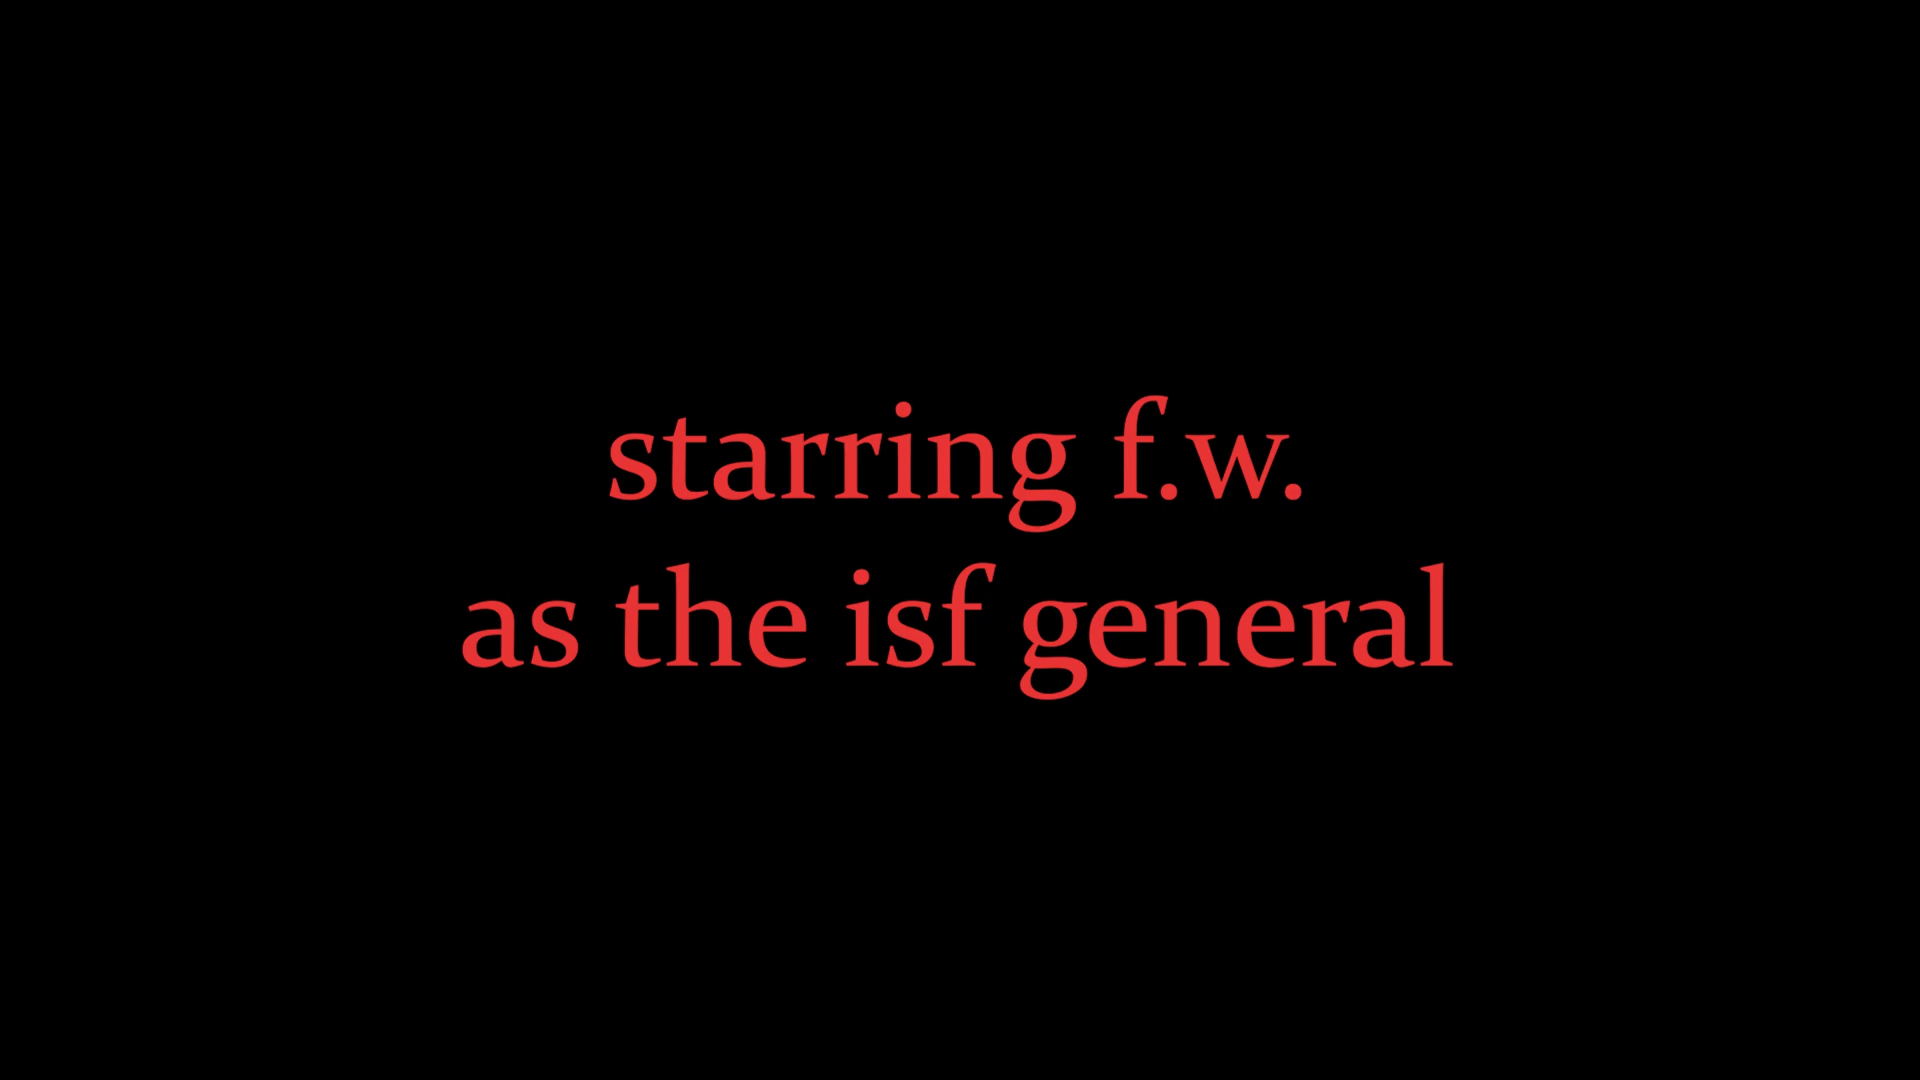 starring f.w.
as the isf general